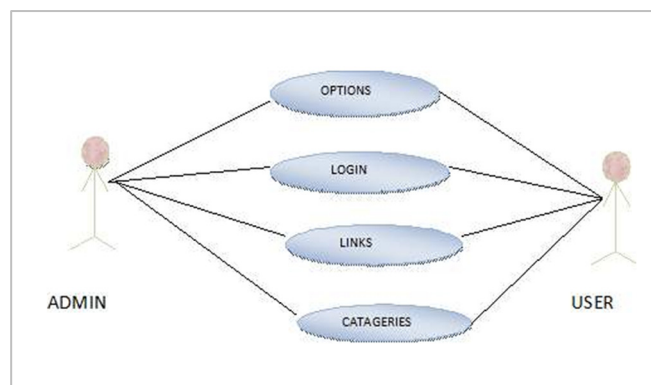 OPTIONS
LOGIN
LINKS
ADMIN
USER
CATAGERIES